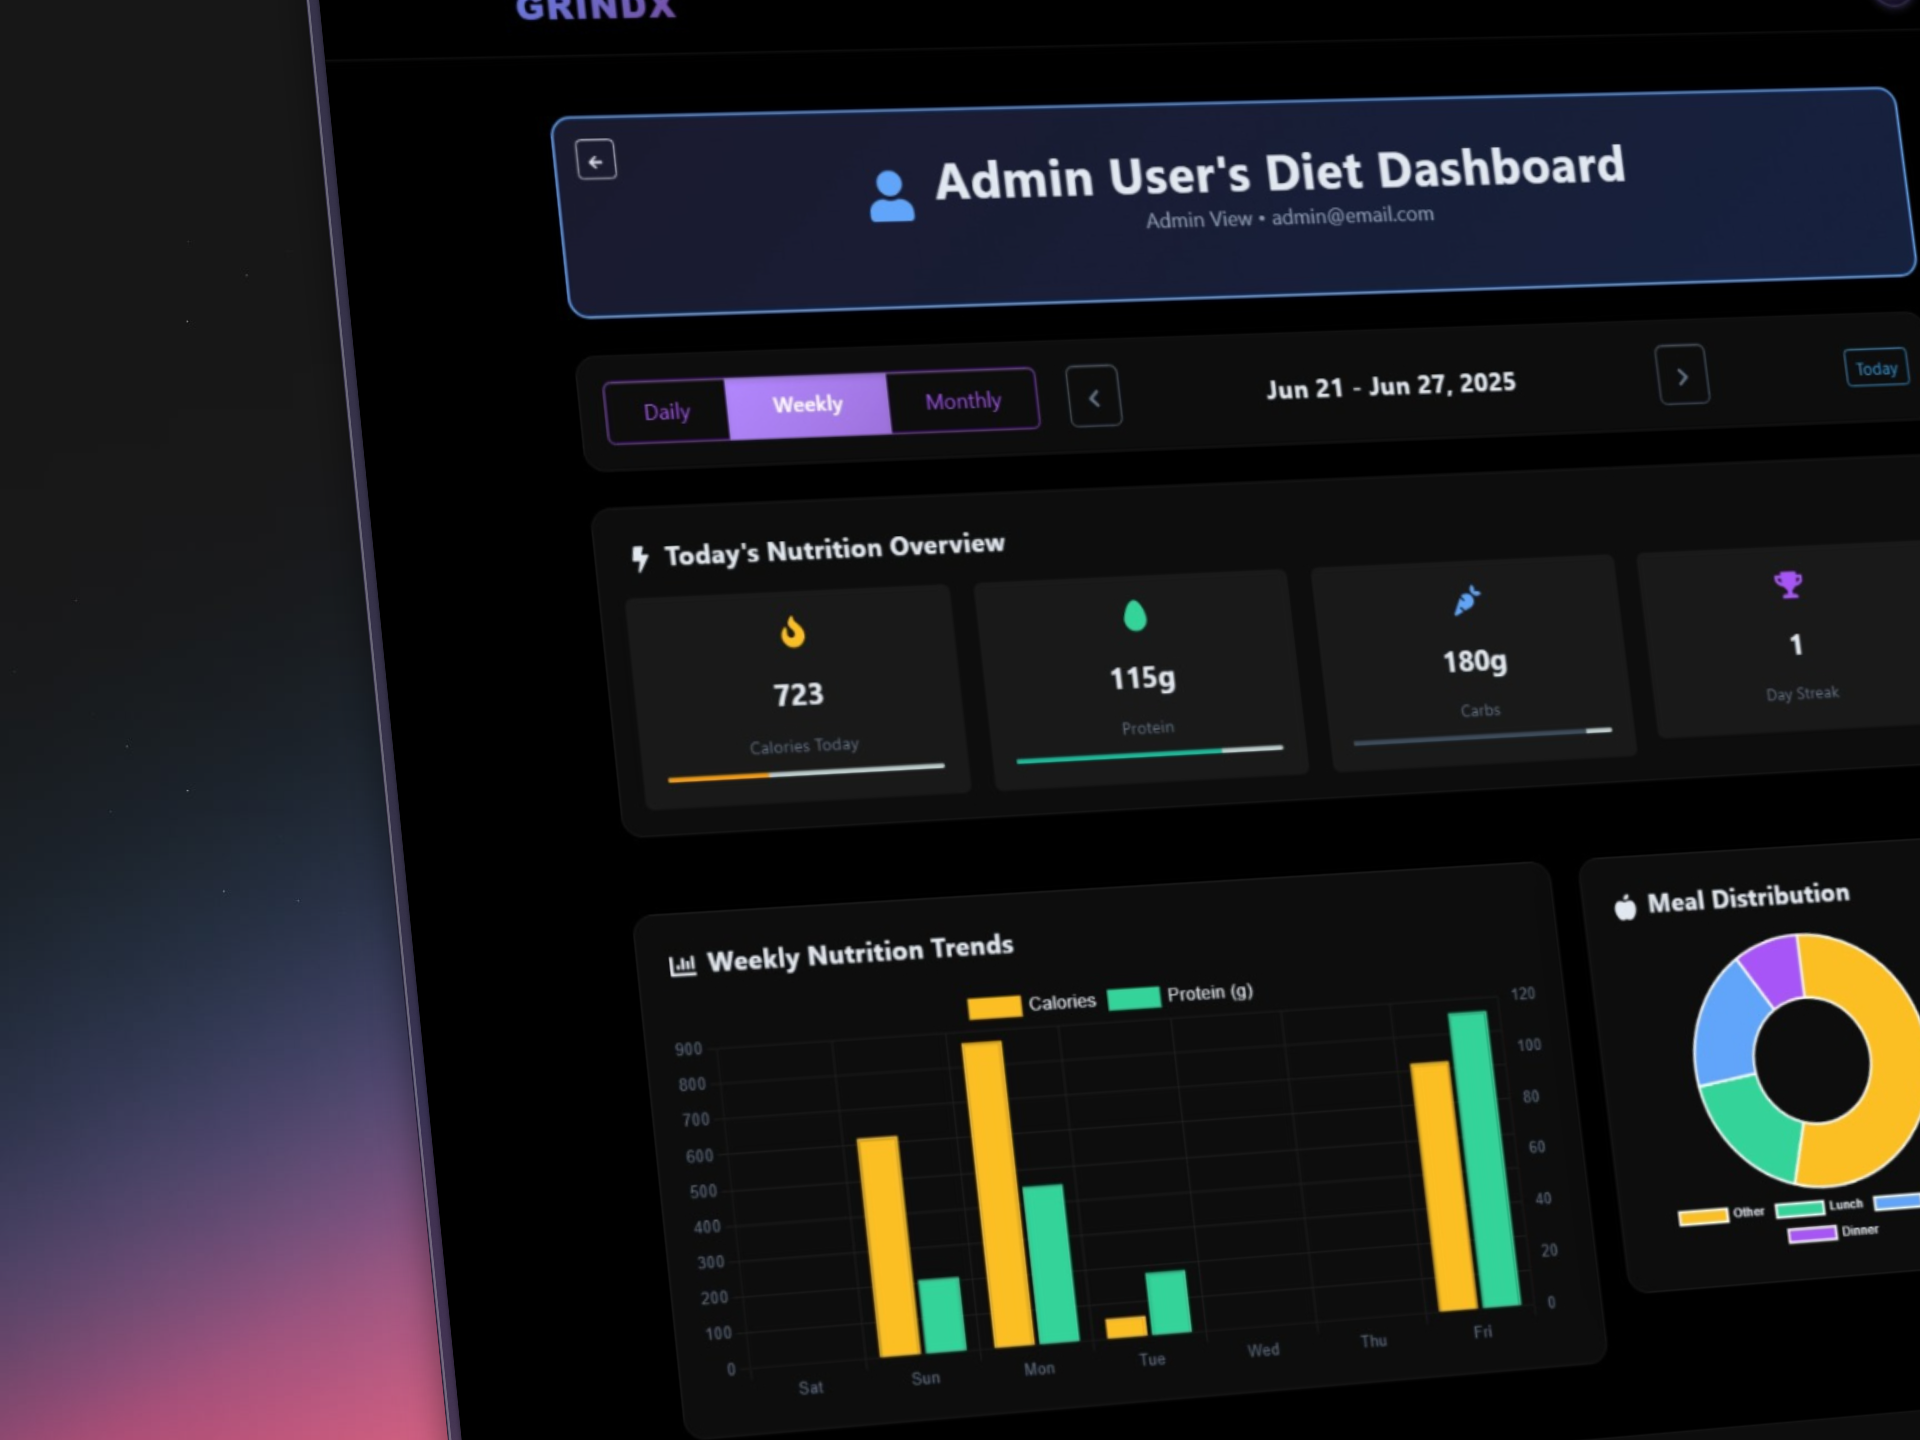 GRINDX
Admin User's Diet Dashboard
Admin View • admin@email.com
Daily
Weekly
Monthly
Jun 21 - Jun 27, 2025
Today
Today's Nutrition Overview
723
Calories Today
115g
Protein
180g
Carbs
1
Day Streak
Weekly Nutrition Trends
Calories
Protein (g)
900
800
700
600
500
400
300
200
100
0
120
100
80
60
40
20
0
Sat
Sun
Mon
Tue
Wed
Thu
Fri
Meal Distribution
Other
Lunch
Dinner